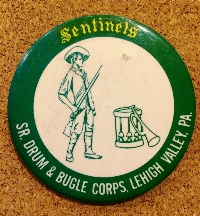 Sentinels
SR. DRUM & BUGLE CORPS, LEHIGH VALLEY, PA.